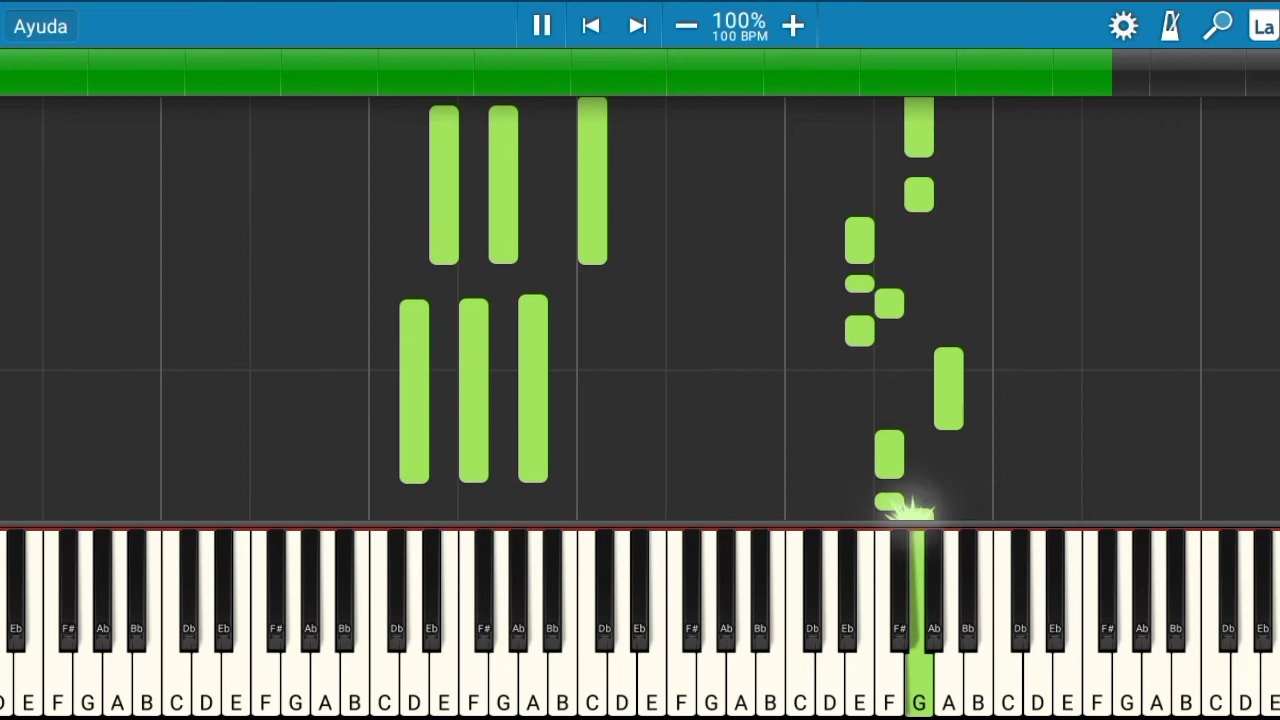 Ayuda
100%
100 BPM
La
Eb F# Ab Bb Db Eb F# Ab Bb Db Eb F# Ab Bb Db Eb F# Ab Bb Db Eb F# Ab Bb Db Eb F# Ab Bb Db Eb
D E F G A B C D E F G A B C D E F G A B C D E F G A B C D E F G A B C D E F G A B C D E